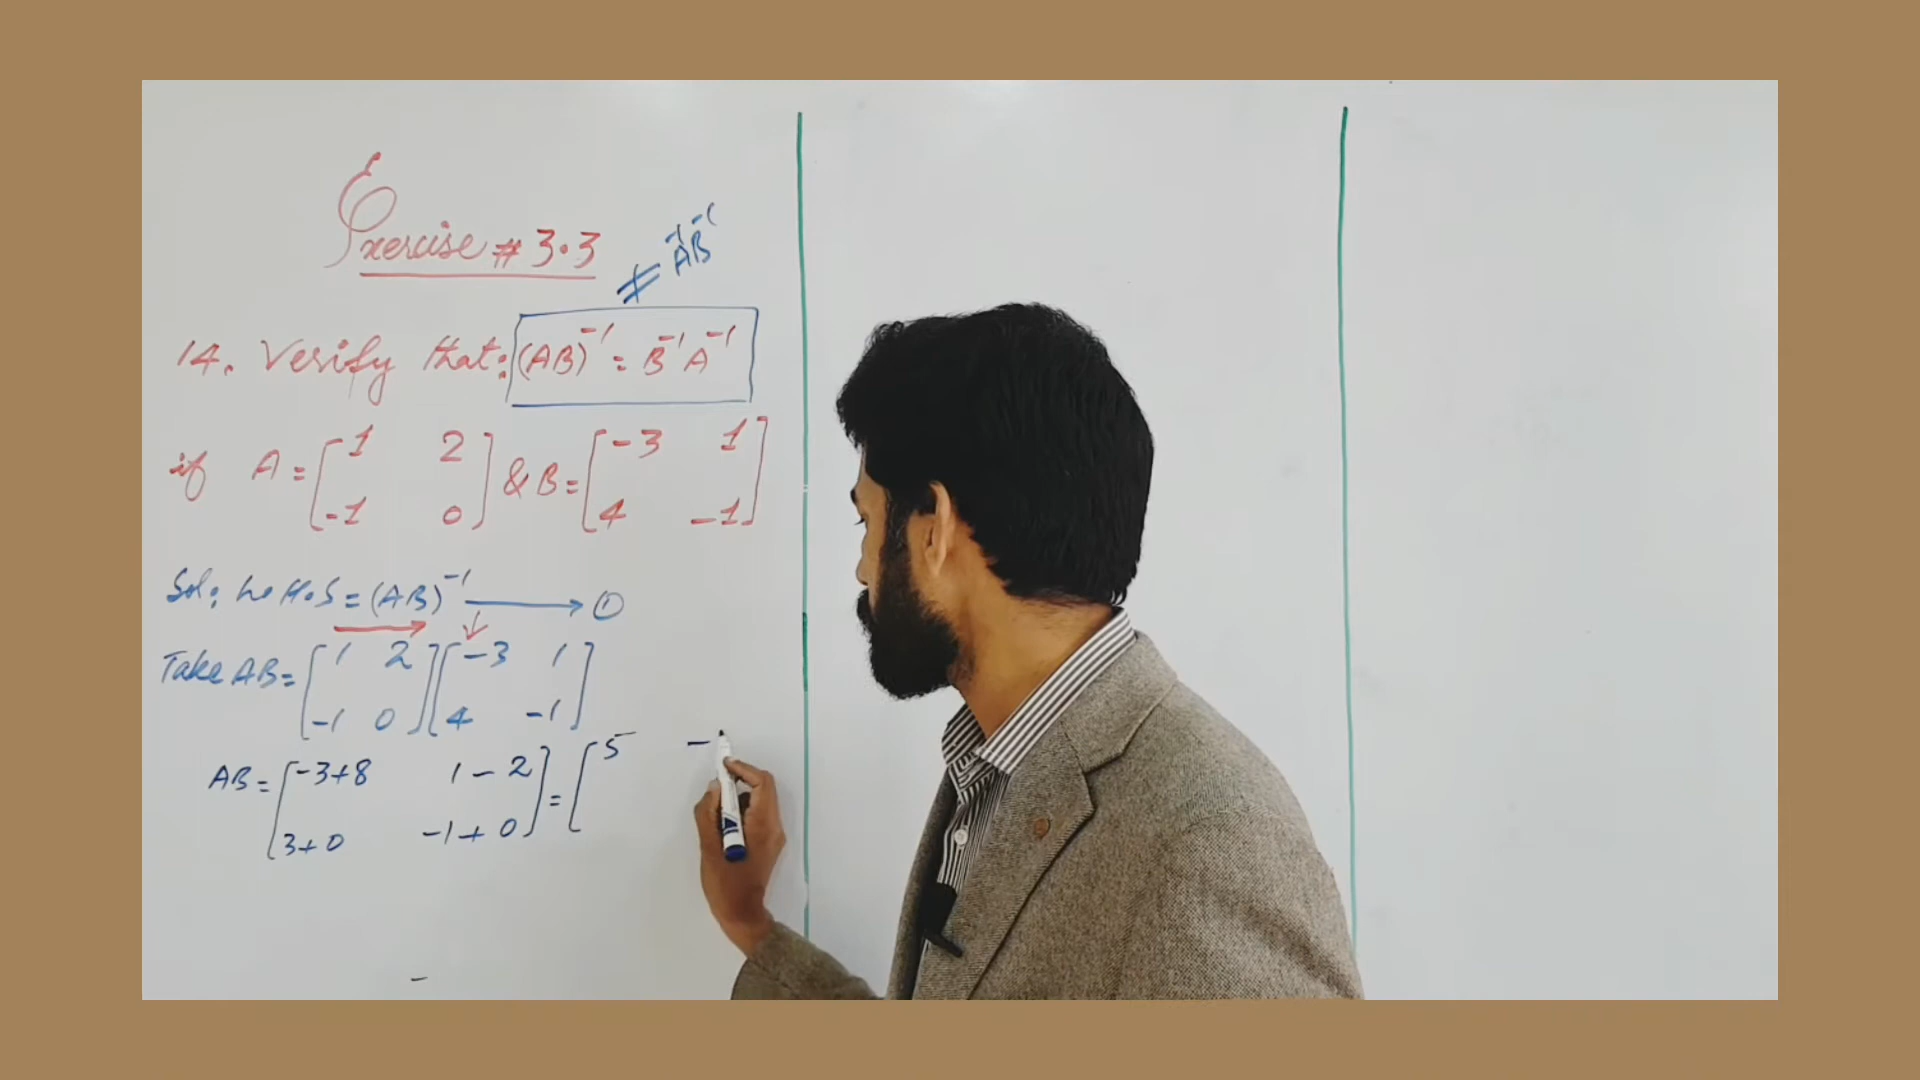 Exercise # 3.3
≠ A⁻¹B⁻¹
14. Verify that: (AB)⁻¹ = B⁻¹A⁻¹
if A = [1 2
-1 0] & B = [-3 1
4 -1]
Sol: L.H.S = (AB)⁻¹ → ①
Take AB = [1 2
-1 0] [-3 1
4 -1]
AB = [-3+8 1-2
3+0 -1+0] = [5 -